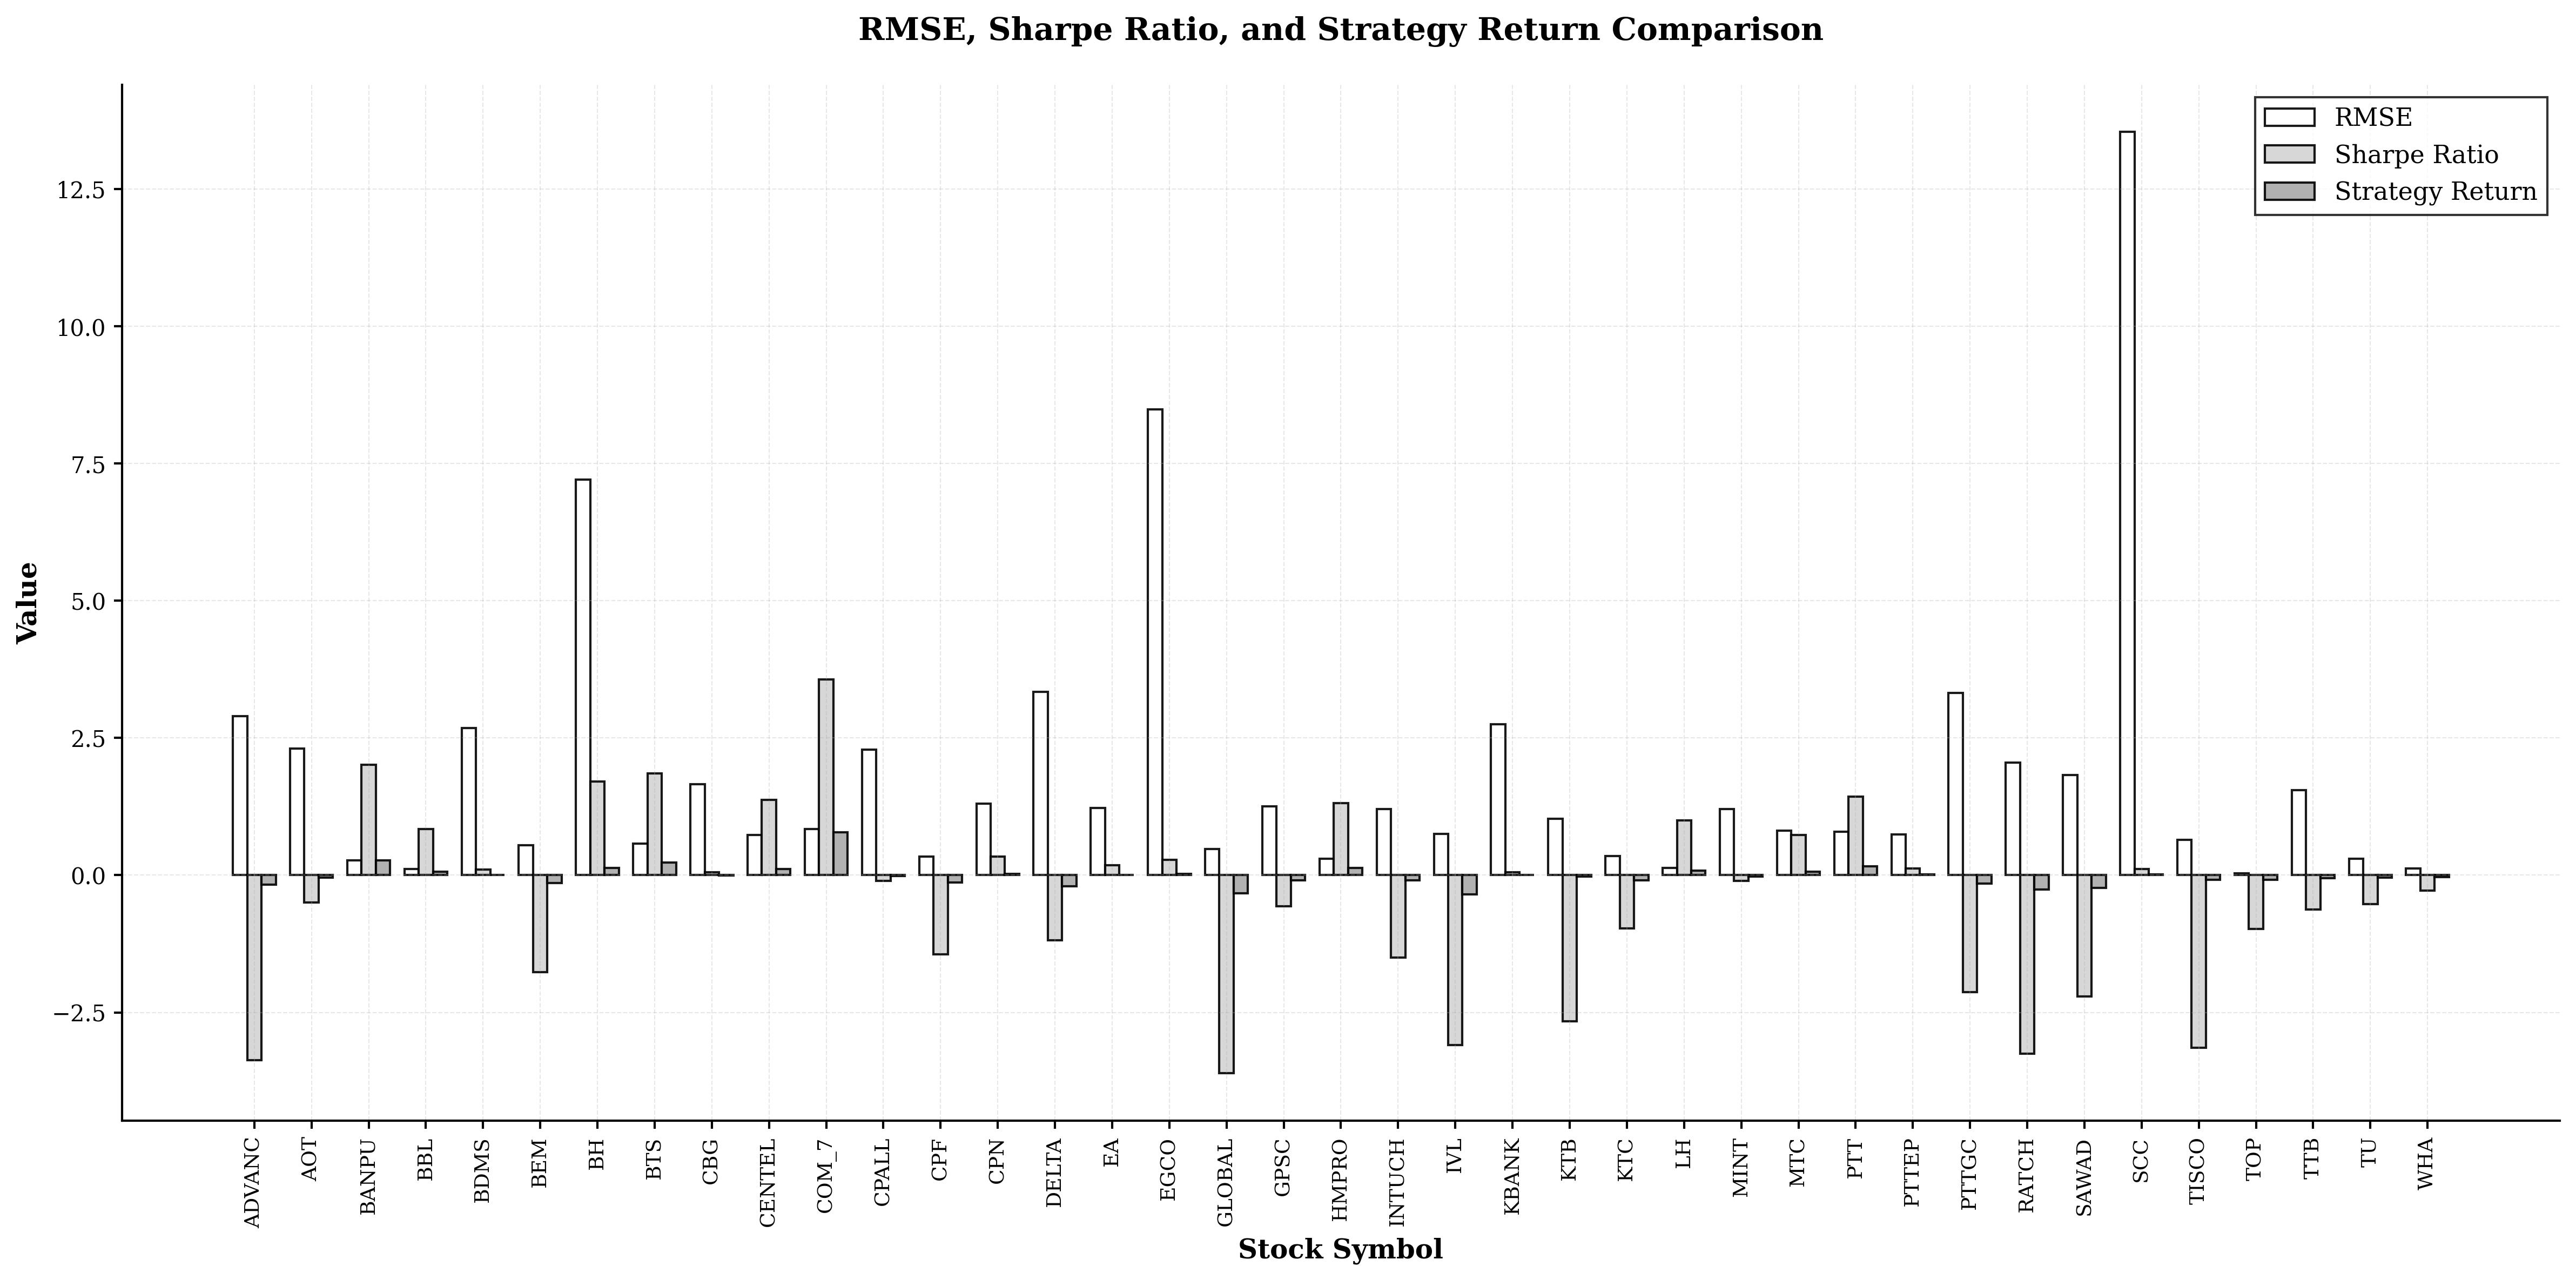 RMSE, Sharpe Ratio, and Strategy Return Comparison
RMSE
Sharpe Ratio
Strategy Return
Value
12.5
10.0
7.5
5.0
2.5
0.0
−2.5
ADVANC
AOT
BANPU
BBL
BDMS
BEM
BH
BTS
CBG
CENTEL
COM_7
CPALL
CPF
CPN
DELTA
EA
EGCO
GLOBAL
GPSC
HMPRO
INTUCH
IVL
KBANK
KTB
KTC
LH
MINT
MTC
PTT
PTTEP
PTTGC
RATCH
SAWAD
SCC
TISCO
TOP
TTB
TU
WHA
Stock Symbol